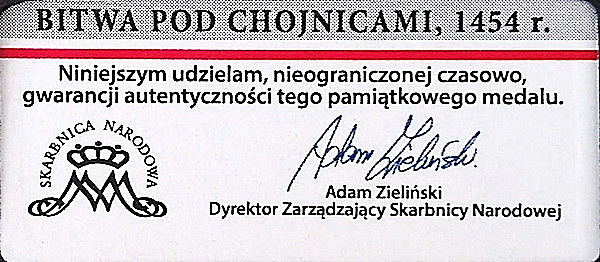 BITWA POD CHOJNICAMI, 1454 r.
Niniejszym udzielam, nieograniczonej czasowo,
gwarancji autentyczności tego pamiątkowego medalu.
SKARBNICA NARODOWA
Adam Zieliński
Adam Zieliński
Dyrektor Zarządzający Skarbnicy Narodowej